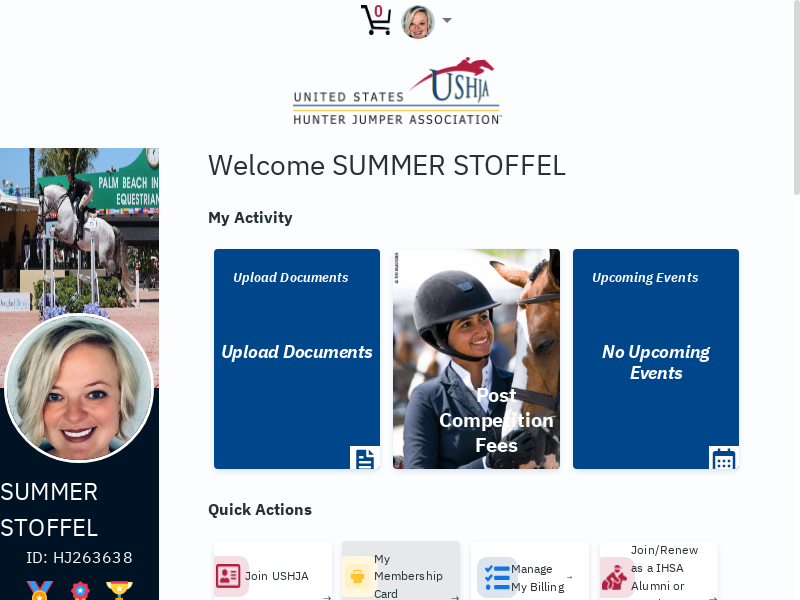 0
UNITED STATES USHJA
HUNTER JUMPER ASSOCIATION
PALM BEACH IN
EQUESTRIAN
Welcome SUMMER STOFFEL
My Activity
Upload Documents
Upload Documents
Post
Competition
Fees
Upcoming Events
No Upcoming
Events
SUMMER
STOFFEL
ID: HJ263638
Quick Actions
Join USHJA
My
Membership
Card
Manage
My Billing
Join/Renew
as a IHSA
Alumni or